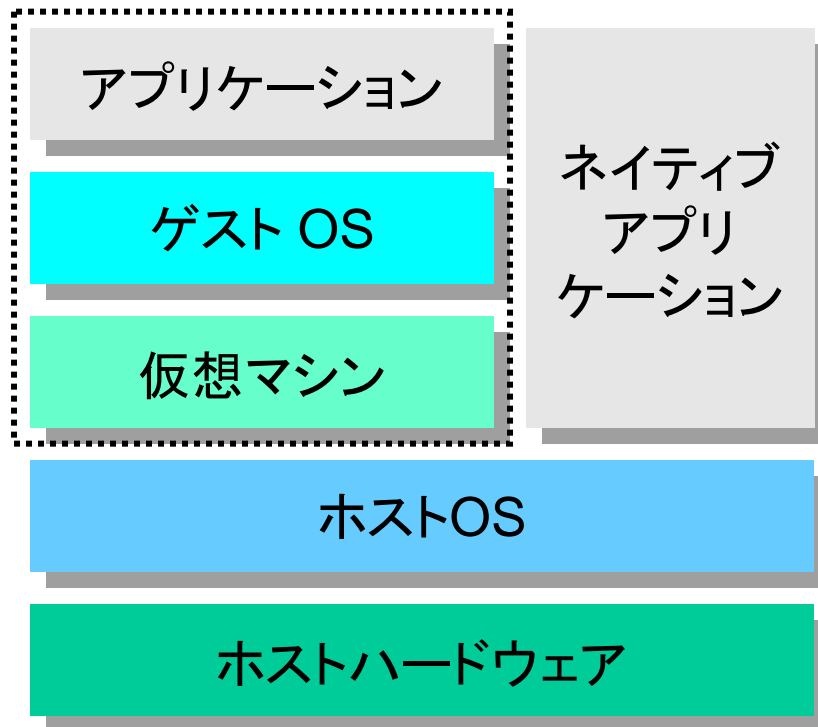 アプリケーション
ゲスト OS
仮想マシン
ネイティブ
アプリ
ケーション
ホストOS
ホストハードウェア